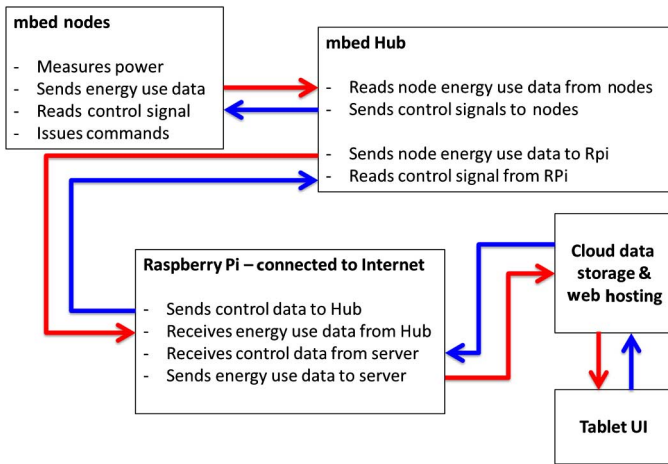 mbed nodes
- Measures power
- Sends energy use data
- Reads control signal
- Issues commands
mbed Hub
- Reads node energy use data from nodes
- Sends control signals to nodes
- Sends node energy use data to Rpi
- Reads control signal from RPi
Raspberry Pi – connected to Internet
- Sends control data to Hub
- Receives energy use data from Hub
- Receives control data from server
- Sends energy use data to server
Cloud data
storage &
web hosting
Tablet UI